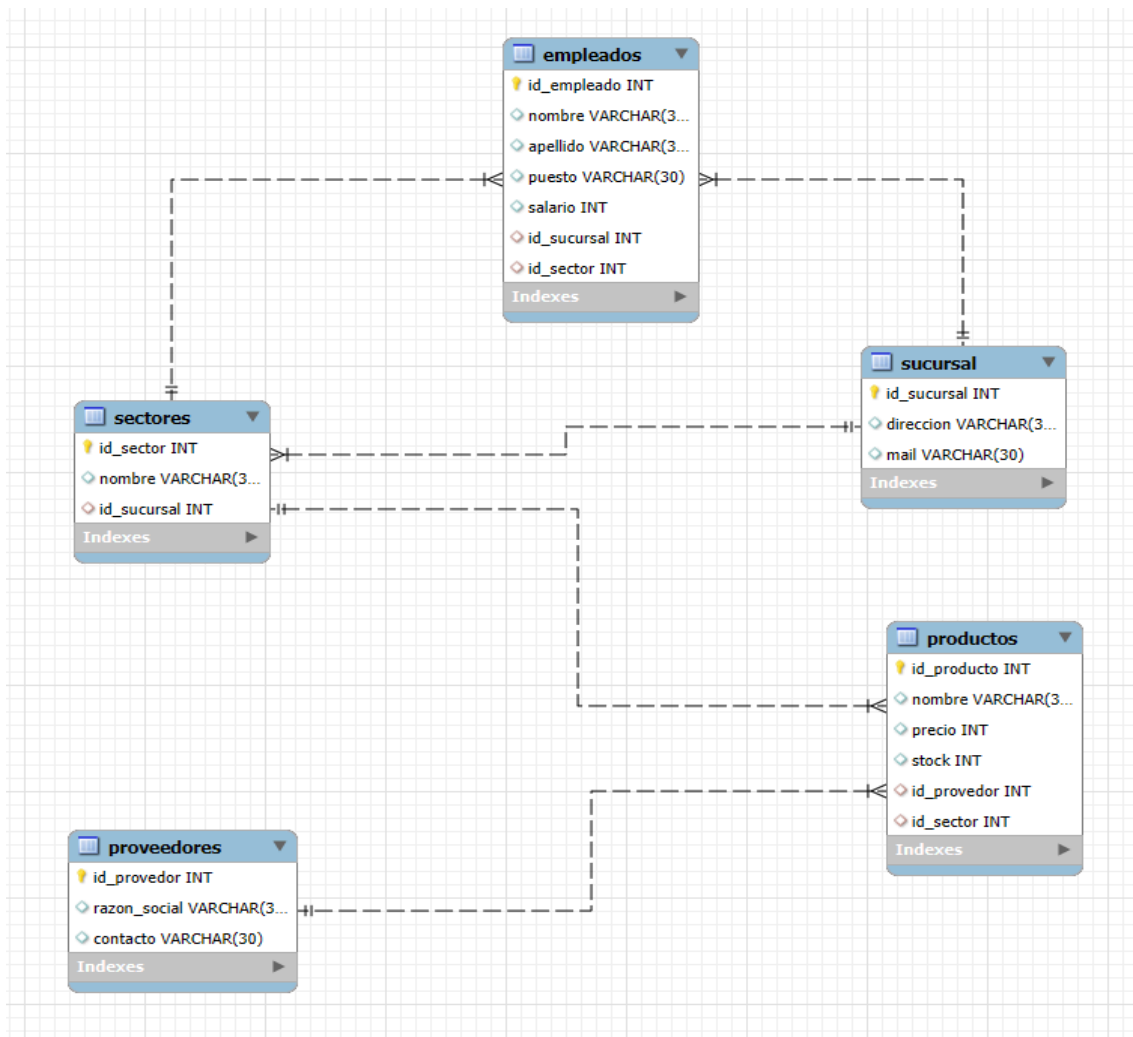 empleados
id_empleado INT
nombre VARCHAR(3...
apellido VARCHAR(3...
puesto VARCHAR(30)
salario INT
id_sucursal INT
id_sector INT
Indexes
sucursal
id_sucursal INT
direccion VARCHAR(3...
mail VARCHAR(30)
Indexes
sectores
id_sector INT
nombre VARCHAR(3...
id_sucursal INT
Indexes
productos
id_producto INT
nombre VARCHAR(3...
precio INT
stock INT
id_provedor INT
id_sector INT
Indexes
proveedores
id_provedor INT
razon_social VARCHAR(3...
contacto VARCHAR(30)
Indexes